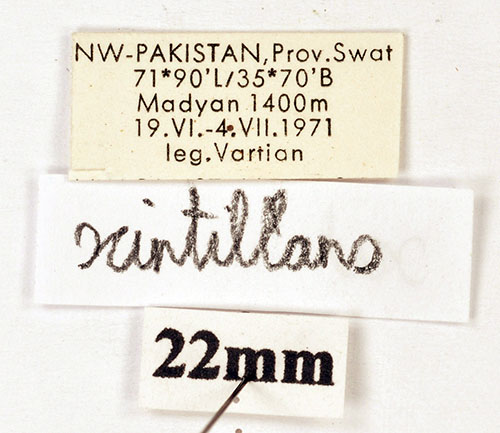 NW-PAKISTAN,Prov.Swat
71*90'L/35*70'B
Madyan 1400m
19.VI.-4.VII.1971
leg.Vartian
scintillans
22mm